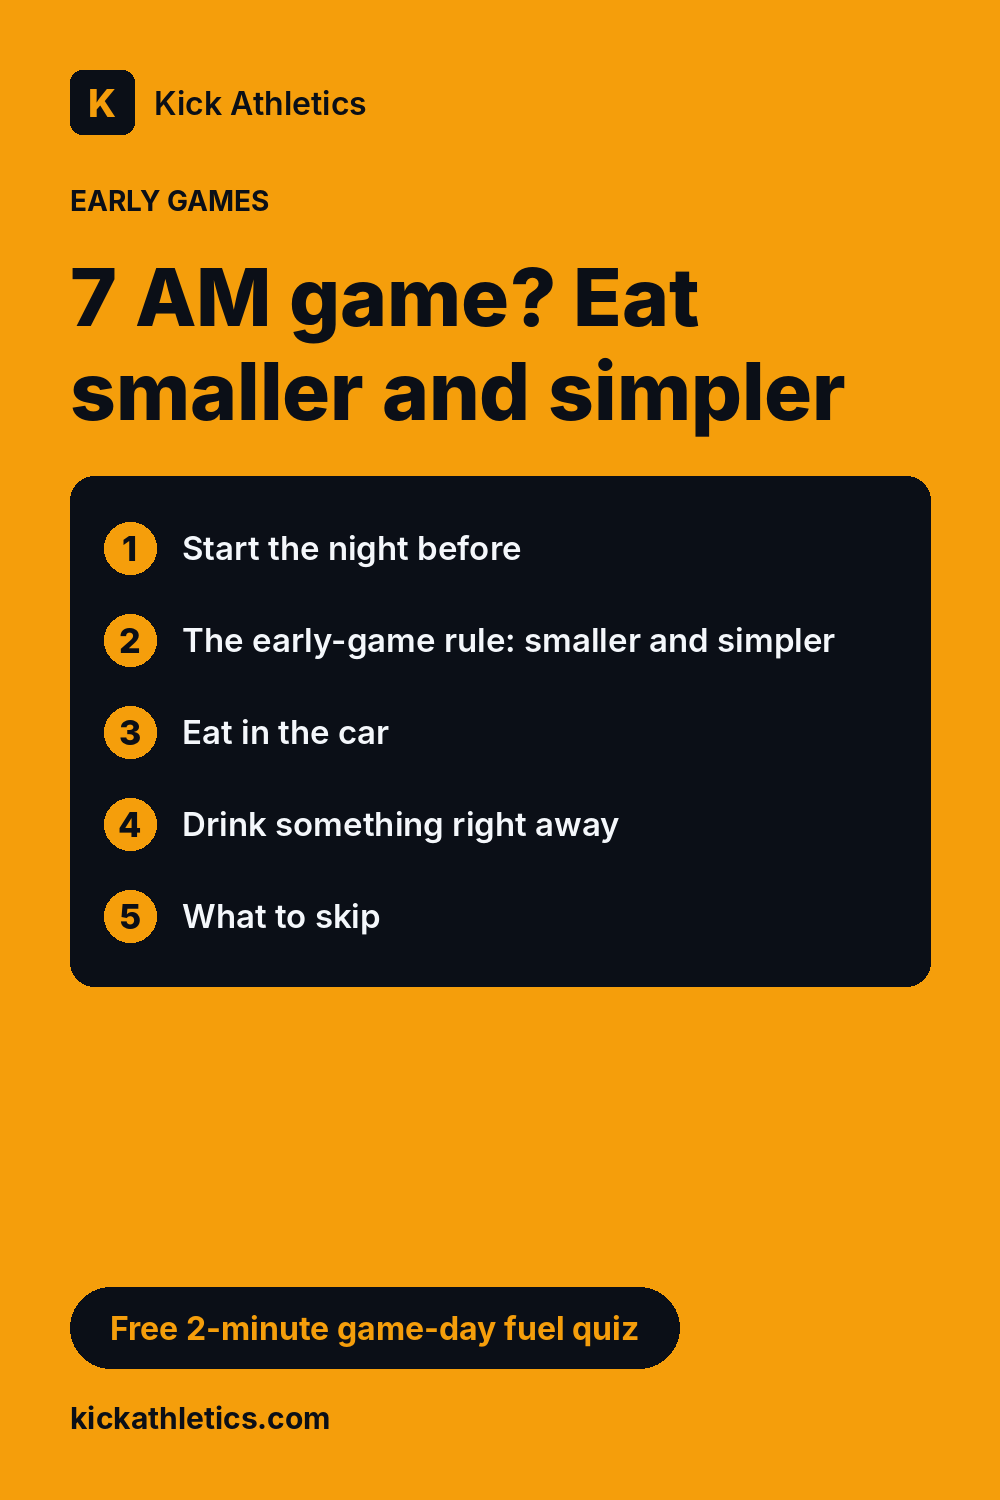 K
Kick Athletics
EARLY GAMES
7 AM game? Eat
smaller and simpler
1 Start the night before
2 The early-game rule: smaller and simpler
3 Eat in the car
4 Drink something right away
5 What to skip
Free 2-minute game-day fuel quiz
kickathletics.com